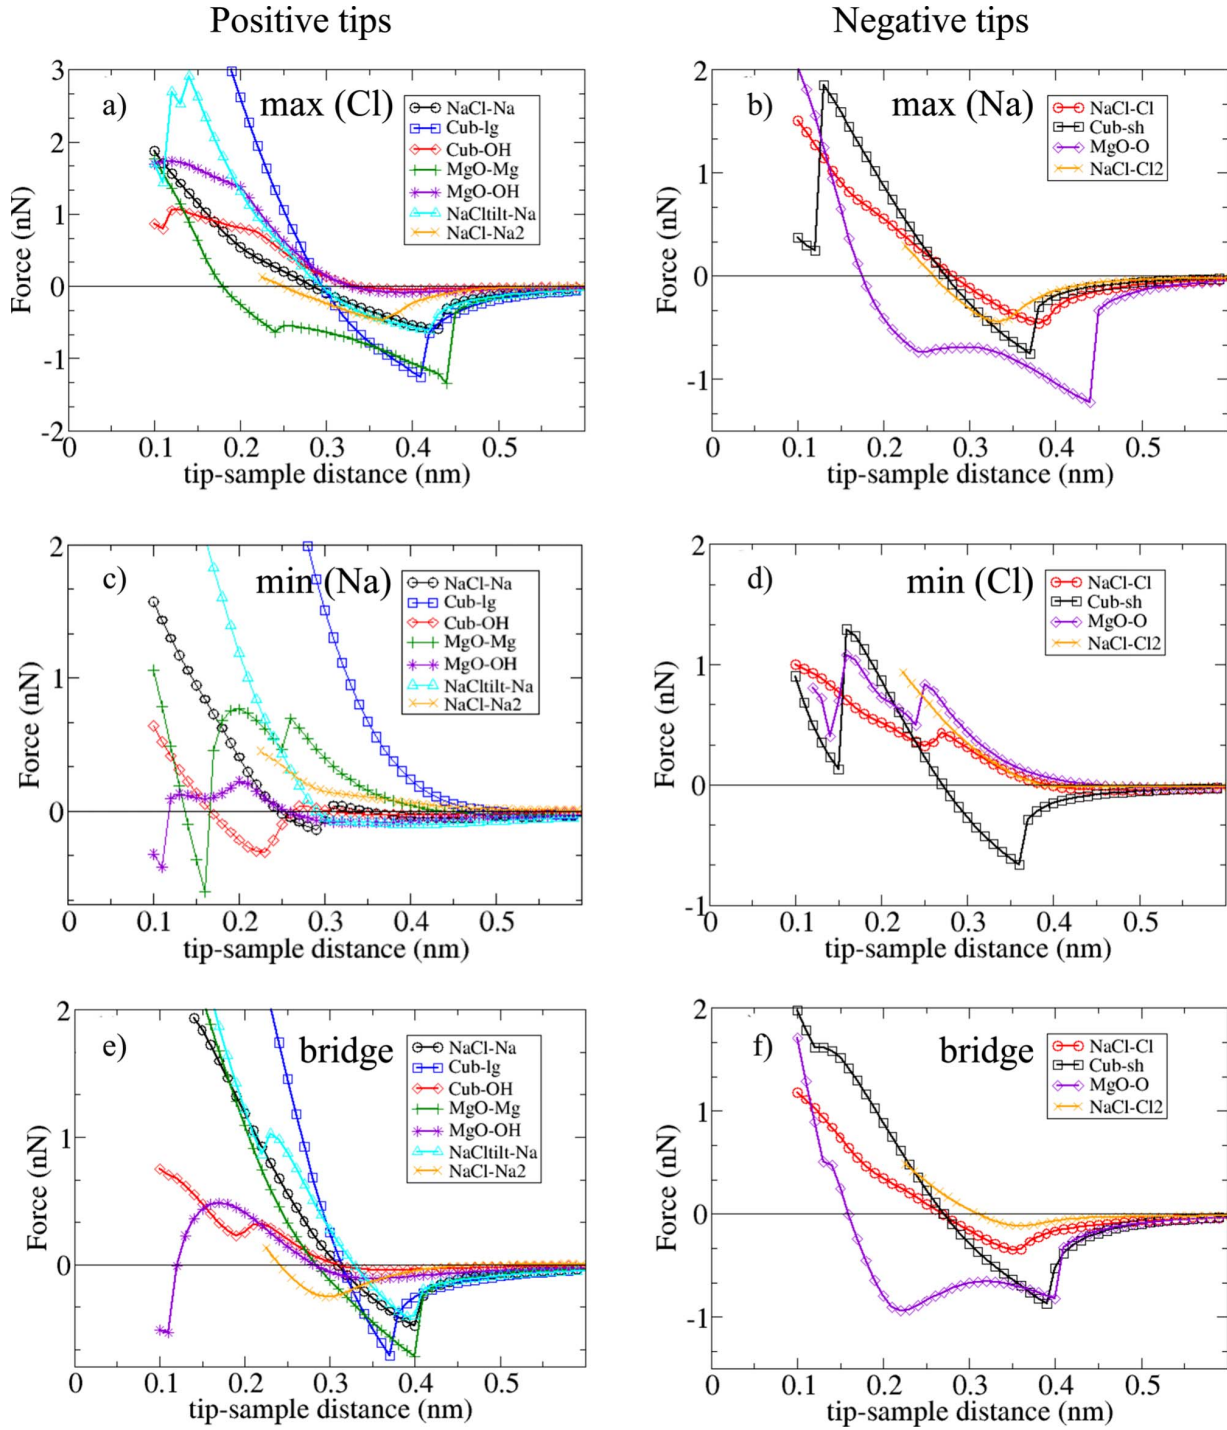 Positive tips
Negative tips
a) max (Cl)
NaCl-Na
Cub-lg
Cub-OH
MgO-Mg
MgO-OH
NaCltilt-Na
NaCl-Na2
3
2
1
0
-1
-2
Force (nN)
0 0.1 0.2 0.3 0.4 0.5
tip-sample distance (nm)
b) max (Na)
NaCl-Cl
Cub-sh
MgO-O
NaCl-Cl2
2
1
0
-1
Force (nN)
0 0.1 0.2 0.3 0.4 0.5
tip-sample distance (nm)
c) min (Na)
NaCl-Na
Cub-lg
Cub-OH
MgO-Mg
MgO-OH
NaCltilt-Na
NaCl-Na2
2
1
0
Force (nN)
0 0.1 0.2 0.3 0.4 0.5
tip-sample distance (nm)
d) min (Cl)
NaCl-Cl
Cub-sh
MgO-O
NaCl-Cl2
2
1
0
-1
Force (nN)
0 0.1 0.2 0.3 0.4 0.5
tip-sample distance (nm)
e) bridge
NaCl-Na
Cub-lg
Cub-OH
MgO-Mg
MgO-OH
NaCltilt-Na
NaCl-Na2
2
1
0
Force (nN)
0 0.1 0.2 0.3 0.4 0.5
tip-sample distance (nm)
f) bridge
NaCl-Cl
Cub-sh
MgO-O
NaCl-Cl2
2
1
0
-1
Force (nN)
0 0.1 0.2 0.3 0.4 0.5
tip-sample distance (nm)